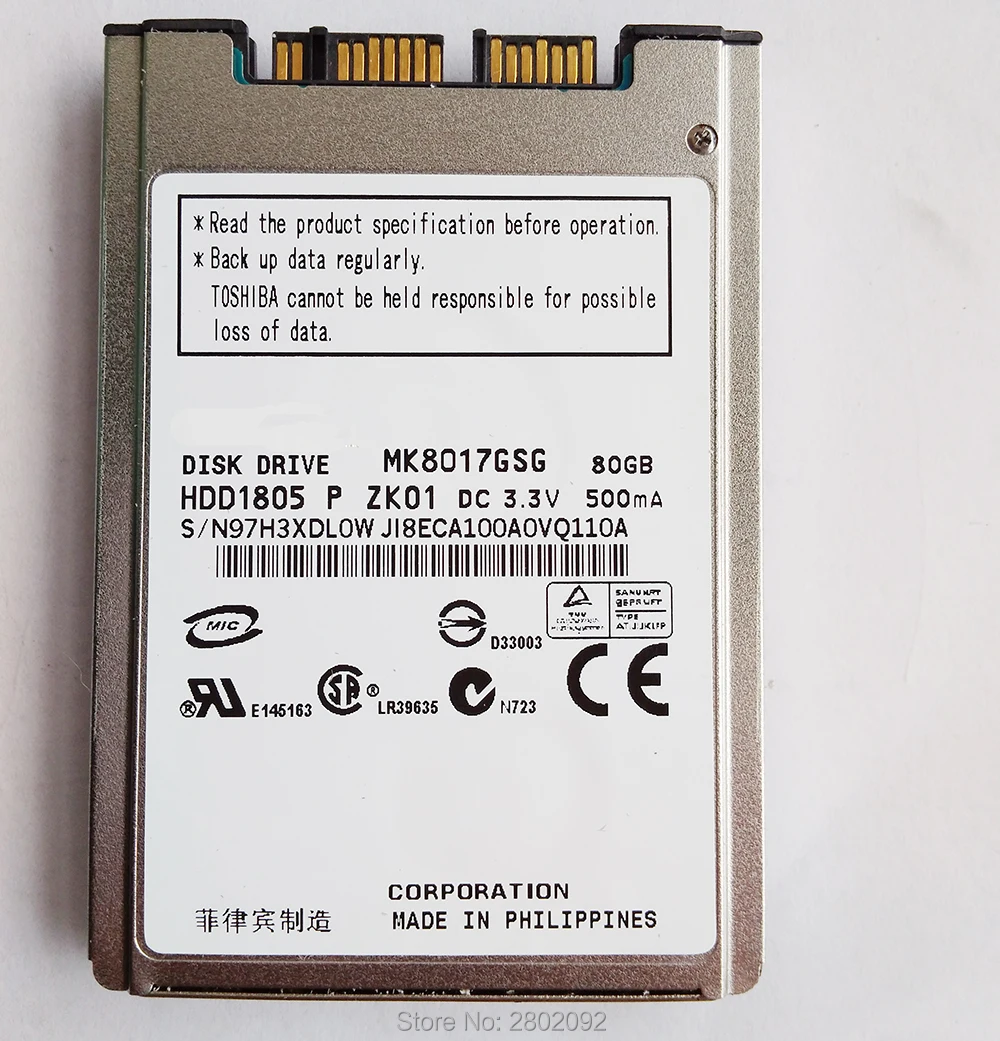 * Read the product specification before operation.
* Back up data regularly.
TOSHIBA cannot be held responsible for possible
loss of data.
DISK DRIVE MK8017GSG 80GB
HDD1805 P ZK01 DC 3.3V 500mA
S/N97H3XDL0W JI8ECA100A0VQ110A
MIC
D33003
TYPE
E145163
LR39635
N723
CE
CORPORATION
菲律宾制造 MADE IN PHILIPPINES
Store No: 2802092